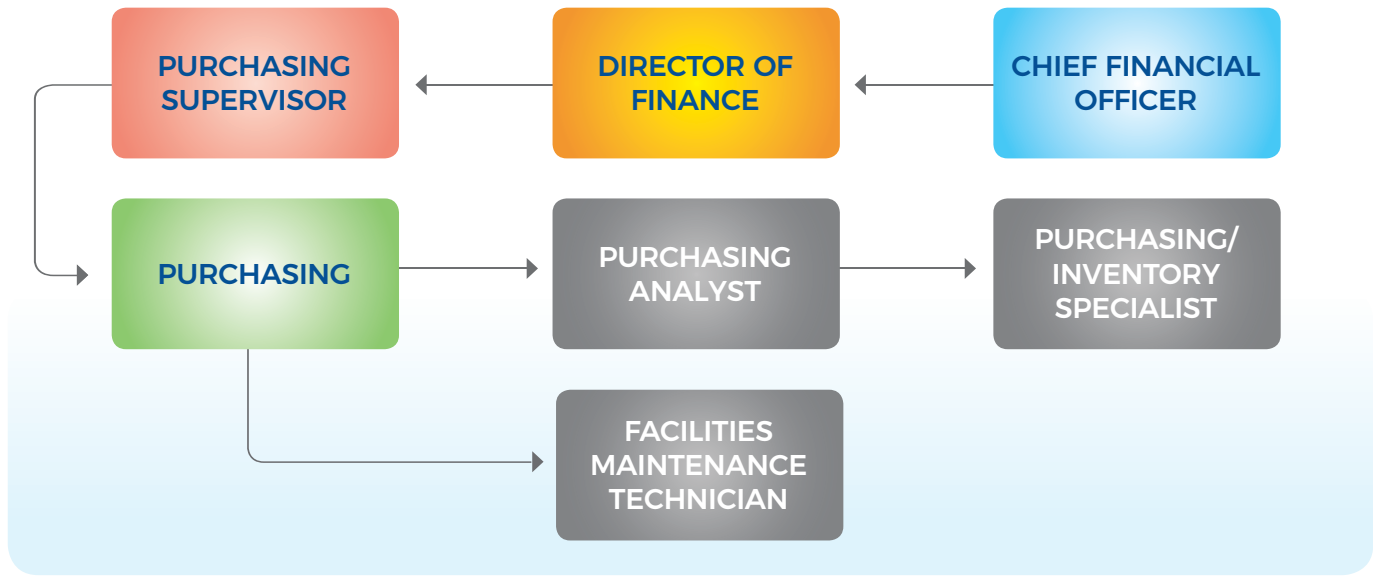 PURCHASING
SUPERVISOR
DIRECTOR OF
FINANCE
CHIEF FINANCIAL
OFFICER
PURCHASING
PURCHASING
ANALYST
PURCHASING/
INVENTORY
SPECIALIST
FACILITIES
MAINTENANCE
TECHNICIAN